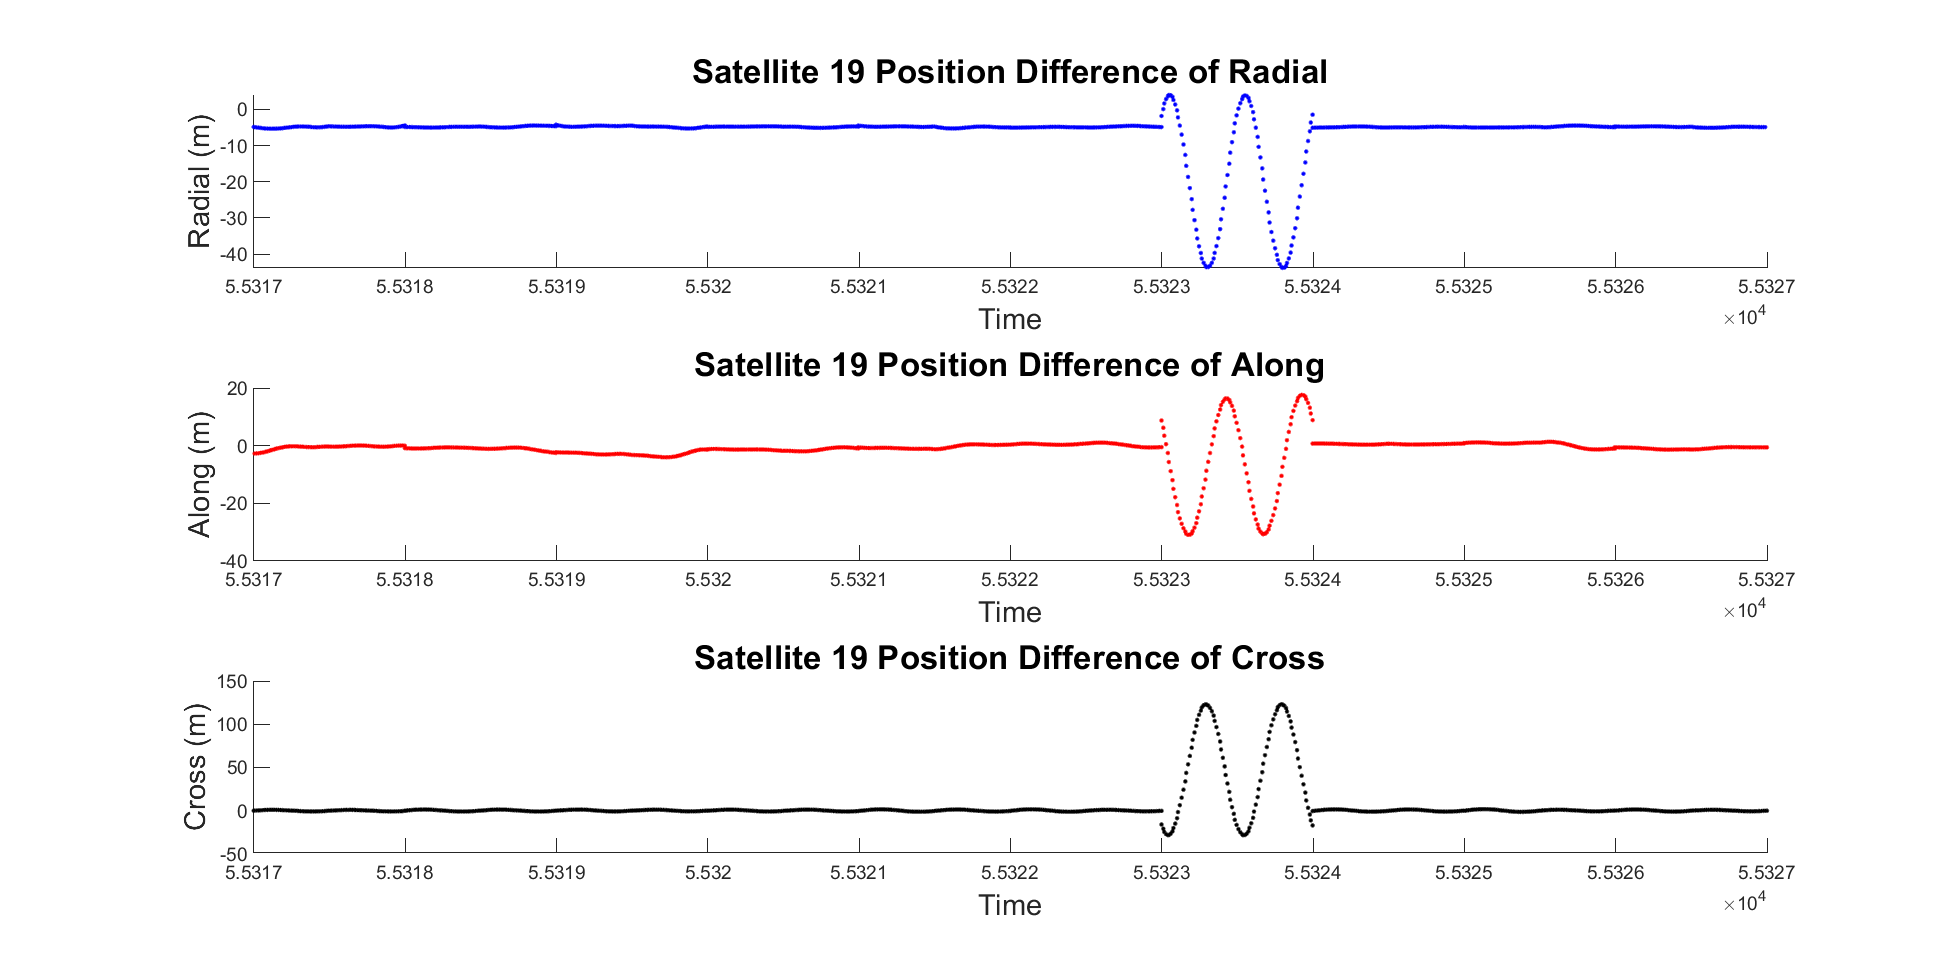 Satellite 19 Position Difference of Radial
Radial (m)
0
-10
-20
-30
-40
5.5317 5.5318 5.5319 5.532 5.5321 5.5322 5.5323 5.5324 5.5325 5.5326 5.5327
Time
×10⁴
Satellite 19 Position Difference of Along
Along (m)
20
0
-20
-40
5.5317 5.5318 5.5319 5.532 5.5321 5.5322 5.5323 5.5324 5.5325 5.5326 5.5327
Time
×10⁴
Satellite 19 Position Difference of Cross
Cross (m)
150
100
50
0
-50
5.5317 5.5318 5.5319 5.532 5.5321 5.5322 5.5323 5.5324 5.5325 5.5326 5.5327
Time
×10⁴